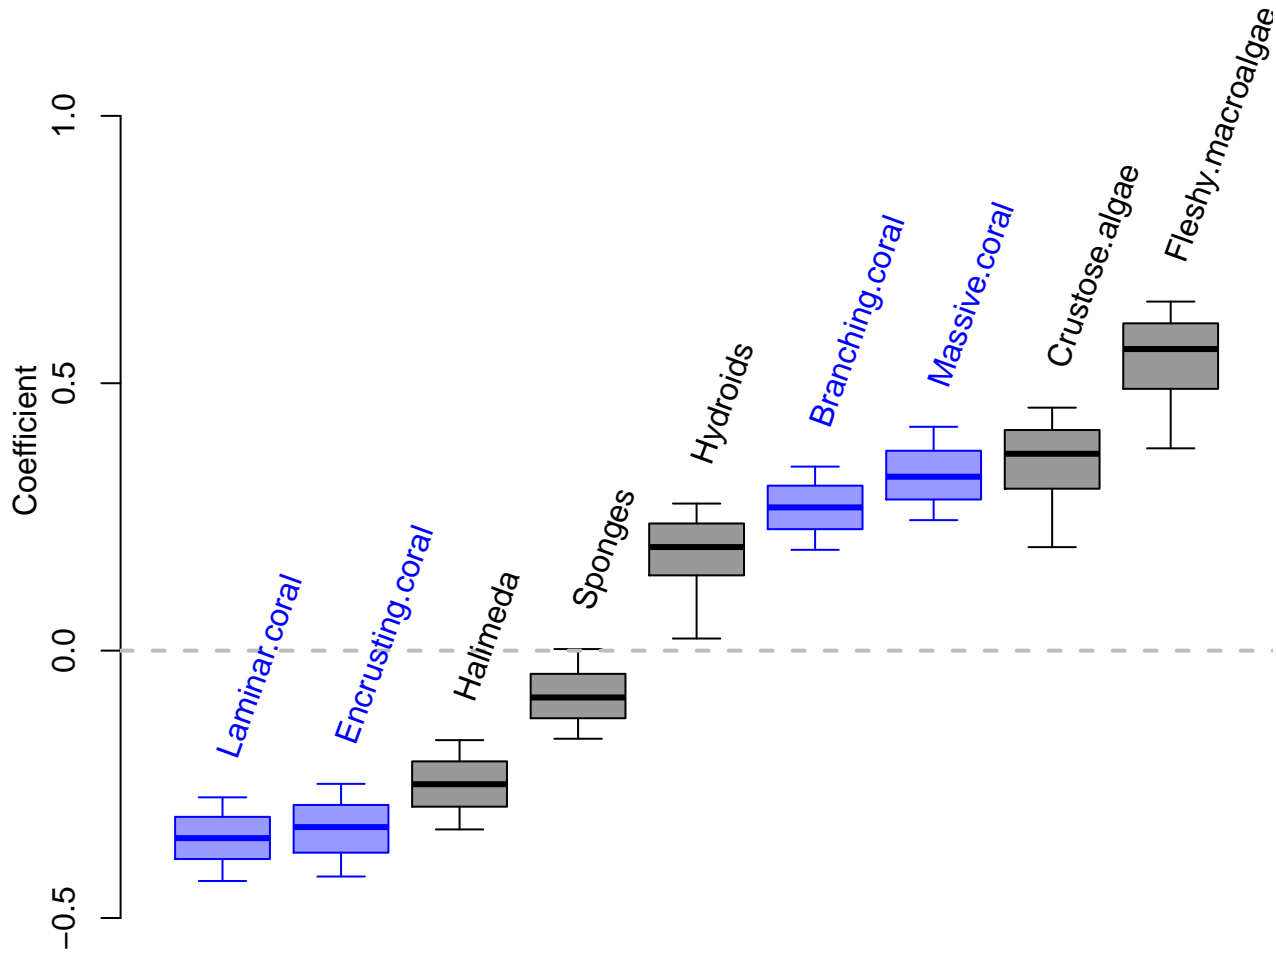 Coefficient
1.0
0.5
0.0
−0.5
Laminar.coral
Encrusting.coral
Halimeda
Sponges
Hydroids
Branching.coral
Massive.coral
Crustose.algae
Fleshy.macroalgae